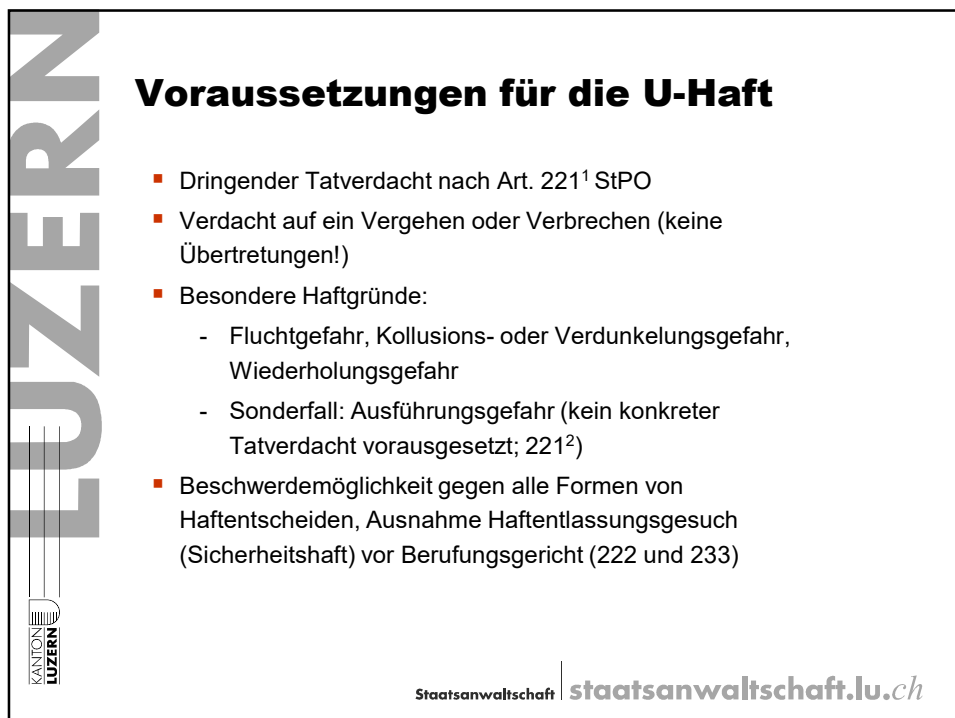 LUZERN
Voraussetzungen für die U-Haft
▪ Dringender Tatverdacht nach Art. 221¹ StPO
▪ Verdacht auf ein Vergehen oder Verbrechen (keine
Übertretungen!)
▪ Besondere Haftgründe:
- Fluchtgefahr, Kollusions- oder Verdunkelungsgefahr,
Wiederholungsgefahr
- Sonderfall: Ausführungsgefahr (kein konkreter
Tatverdacht vorausgesetzt; 221²)
▪ Beschwerdemöglichkeit gegen alle Formen von
Haftentscheiden, Ausnahme Haftentlassungsgesuch
(Sicherheitshaft) vor Berufungsgericht (222 und 233)
KANTON
LUZERN
Staatsanwaltschaft staatsanwaltschaft.lu.ch